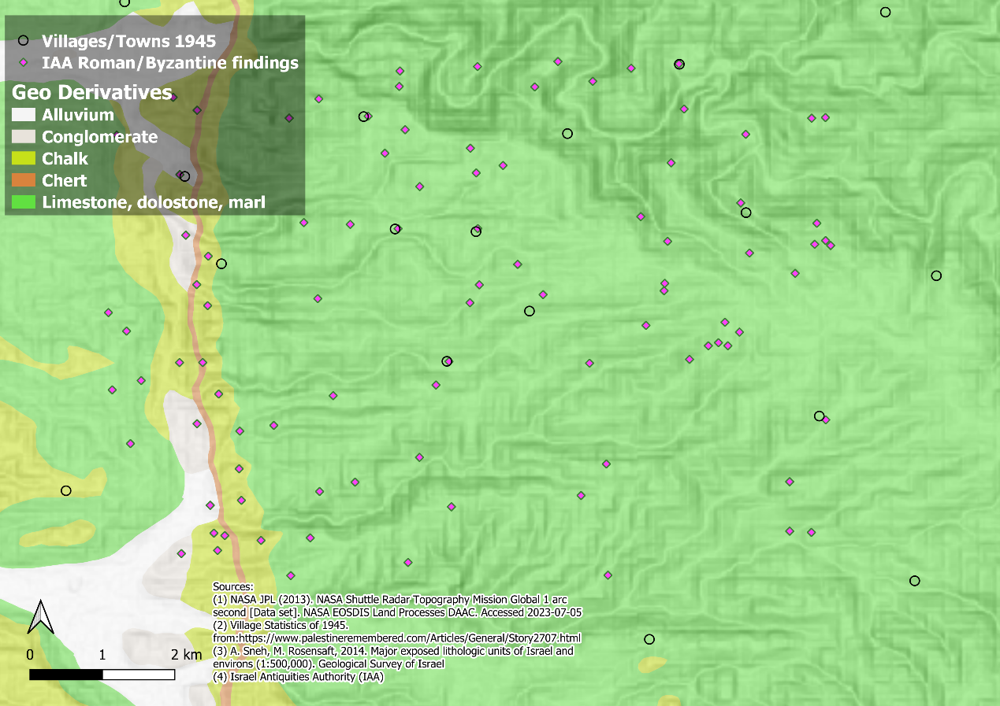 Villages/Towns 1945
IAA Roman/Byzantine findings
Geo Derivatives
Alluvium
Conglomerate
Chalk
Chert
Limestone, dolostone, marl
Sources:
(1) NASA JPL (2013). NASA Shuttle Radar Topography Mission Global 1 arc
second [Data set]. NASA EOSDIS Land Processes DAAC. Accessed 2023-07-05
(2) Village Statistics of 1945.
from:https://www.palestineremembered.com/Articles/General/Story2707.html
(3) A. Sneh, M. Rosensaft, 2014. Major exposed lithologic units of Israel and
environs (1:500,000). Geological Survey of Israel
(4) Israel Antiquities Authority (IAA)
0 1 2 km